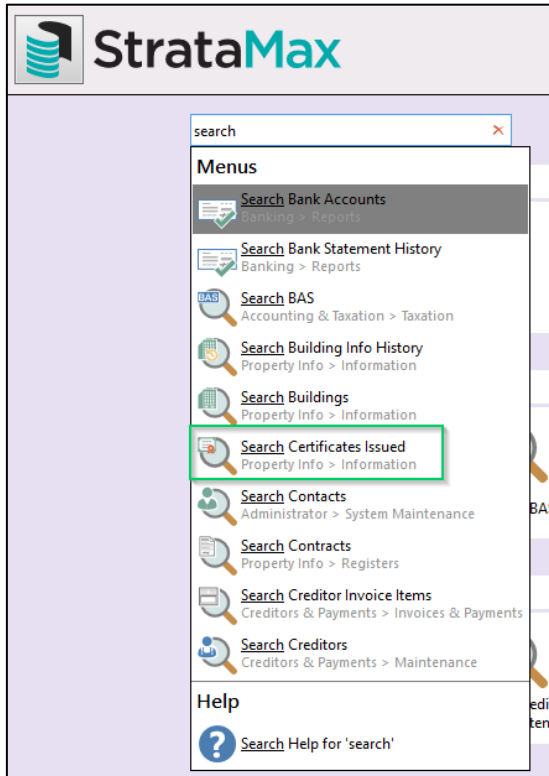 StrataMax
search
Menus
Search Bank Accounts
Banking > Reports
Search Bank Statement History
Banking > Reports
BAS
Search BAS
Accounting & Taxation > Taxation
Search Building Info History
Property Info > Information
Search Buildings
Property Info > Information
Search Certificates Issued
Property Info > Information
Search Contacts
Administrator > System Maintenance
BAS
Search Contracts
Property Info > Registers
Search Creditor Invoice Items
Creditors & Payments > Invoices & Payments
Search Creditors
Creditors & Payments > Maintenance
Help
Search Help for 'search'